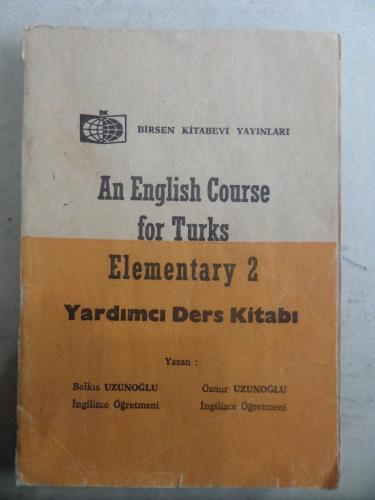 BK
BİRSEN KİTABEVİ YAYINLARI
An English Course
for Turks
Elementary 2
Yardımcı Ders Kitabı
Yazan :
Belkıs UZUNOĞLU Öznur UZUNOĞLU
İngilizce Öğretmeni İngilizce Öğretmeni